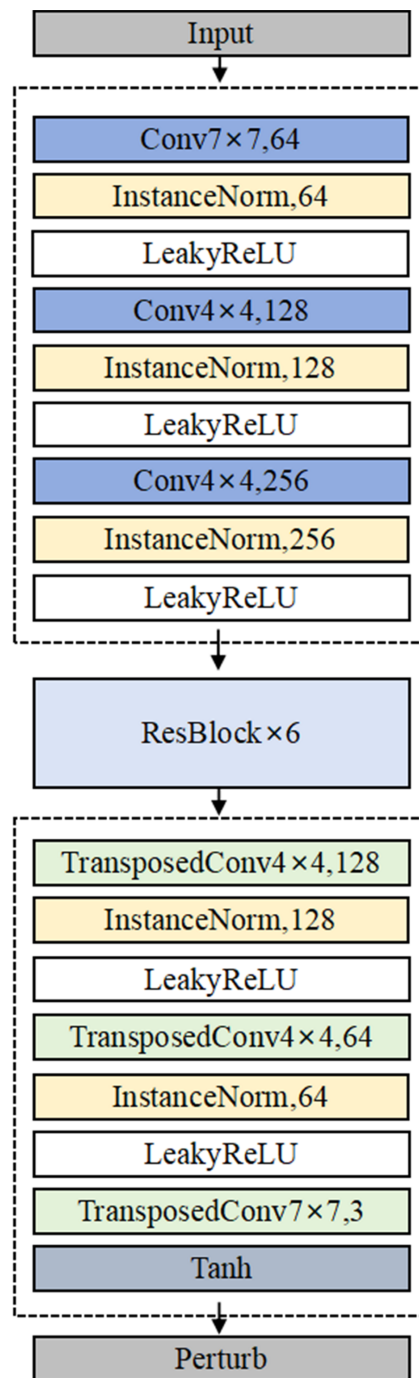 Input
Conv7×7,64
InstanceNorm,64
LeakyReLU
Conv4×4,128
InstanceNorm,128
LeakyReLU
Conv4×4,256
InstanceNorm,256
LeakyReLU
ResBlock×6
TransposedConv4×4,128
InstanceNorm,128
LeakyReLU
TransposedConv4×4,64
InstanceNorm,64
LeakyReLU
TransposedConv7×7,3
Tanh
Perturb